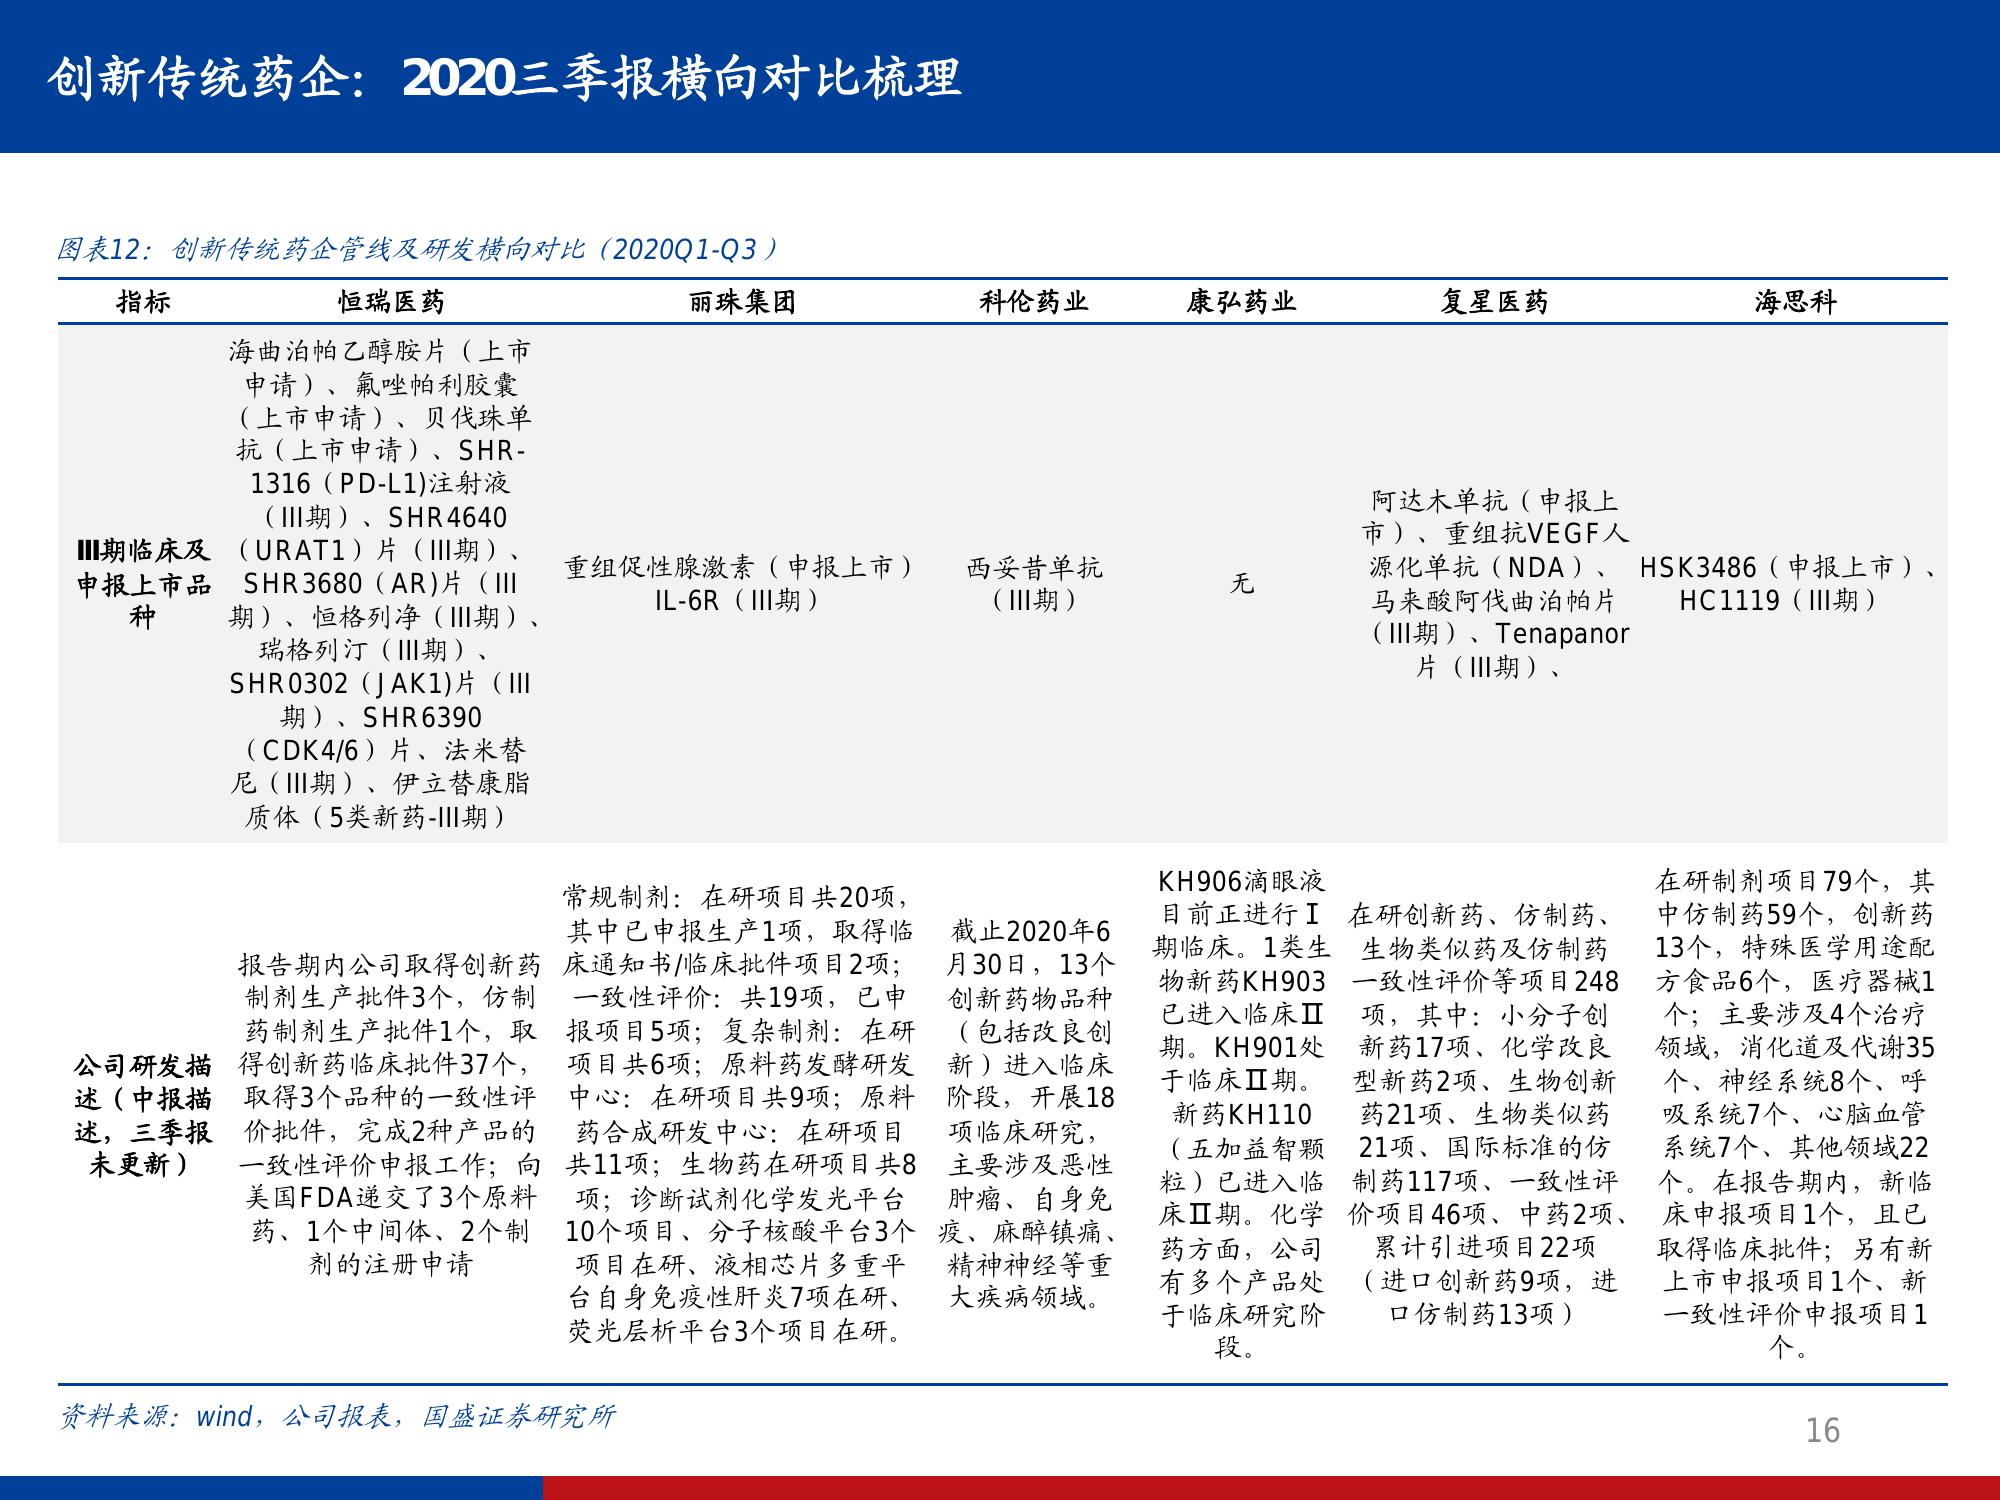 创新传统药企：2020三季报横向对比梳理
图表12：创新传统药企管线及研发横向对比（2020Q1-Q3）
指标
恒瑞医药
丽珠集团
科伦药业
康弘药业
复星医药
海思科
III期临床及
申报上市品
种
海曲泊帕乙醇胺片（上市
申请）、氟唑帕利胶囊
（上市申请）、贝伐珠单
抗（上市申请）、SHR-
1316（PD-L1)注射液
（III期）、SHR4640
（URAT1）片（III期）、
SHR3680（AR)片（III
期）、恒格列净（III期）、
瑞格列汀（III期）、
SHR0302（JAK1)片（III
期）、SHR6390
（CDK4/6）片、法米替
尼（III期）、伊立替康脂
质体（5类新药-III期）
重组促性腺激素（申报上市）
IL-6R（III期）
西妥昔单抗
（III期）
无
阿达木单抗（申报上
市）、重组抗VEGF人
源化单抗（NDA）、
马来酸阿伐曲泊帕片
（III期）、Tenapanor
片（III期）、
HSK3486（申报上市）、
HC1119（III期）
公司研发描
述（中报描
述，三季报
未更新）
报告期内公司取得创新药
制剂生产批件3个，仿制
药制剂生产批件1个，取
得创新药临床批件37个，
取得3个品种的一致性评
价批件，完成2种产品的
一致性评价申报工作；向
美国FDA递交了3个原料
药、1个中间体、2个制
剂的注册申请
常规制剂：在研项目共20项，
其中已申报生产1项，取得临
床通知书/临床批件项目2项；
一致性评价：共19项，已申
报项目5项；复杂制剂：在研
项目共6项；原料药发酵研发
中心：在研项目共9项；原料
药合成研发中心：在研项目
共11项；生物药在研项目共8
项；诊断试剂化学发光平台
10个项目、分子核酸平台3个
项目在研、液相芯片多重平
台自身免疫性肝炎7项在研、
荧光层析平台3个项目在研。
截止2020年6
月30日，13个
创新药物品种
（包括改良创
新）进入临床
阶段，开展18
项临床研究，
主要涉及恶性
肿瘤、自身免
疫、麻醉镇痛、
精神神经等重
大疾病领域。
KH906滴眼液
目前正进行Ⅰ
期临床。1类生
物新药KH903
已进入临床Ⅱ
期。KH901处
于临床Ⅱ期。
新药KH110
（五加益智颗
粒）已进入临
床Ⅱ期。化学
药方面，公司
有多个产品处
于临床研究阶
段。
在研创新药、仿制药、
生物类似药及仿制药
一致性评价等项目248
项，其中：小分子创
新药17项、化学改良
型新药2项、生物创新
药21项、生物类似药
21项、国际标准的仿
制药117项、一致性评
价项目46项、中药2项、
累计引进项目22项
（进口创新药9项，进
口仿制药13项）
在研制剂项目79个，其
中仿制药59个，创新药
13个，特殊医学用途配
方食品6个，医疗器械1
个；主要涉及4个治疗
领域，消化道及代谢35
个、神经系统8个、呼
吸系统7个、心脑血管
系统7个、其他领域22
个。在报告期内，新临
床申报项目1个，且已
取得临床批件；另有新
上市申报项目1个、新
一致性评价申报项目1
个。
资料来源：wind，公司报表，国盛证券研究所
16